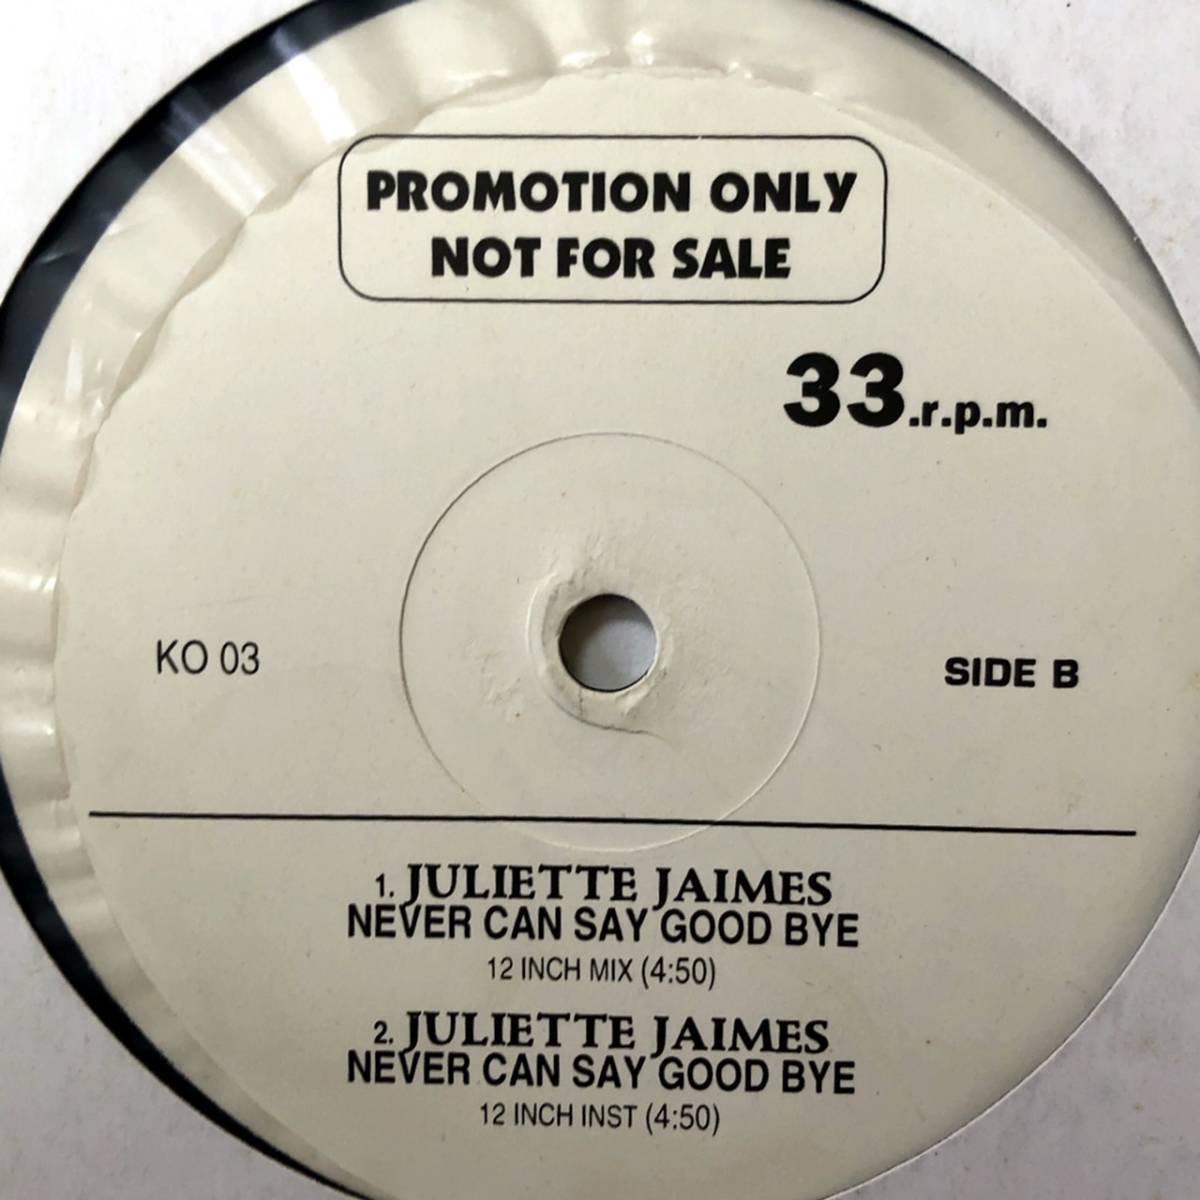 PROMOTION ONLY
NOT FOR SALE
33.r.p.m.
KO 03
SIDE B
1. JULIETTE JAIMES
NEVER CAN SAY GOOD BYE
12 INCH MIX (4:50)
2. JULIETTE JAIMES
NEVER CAN SAY GOOD BYE
12 INCH INST (4:50)